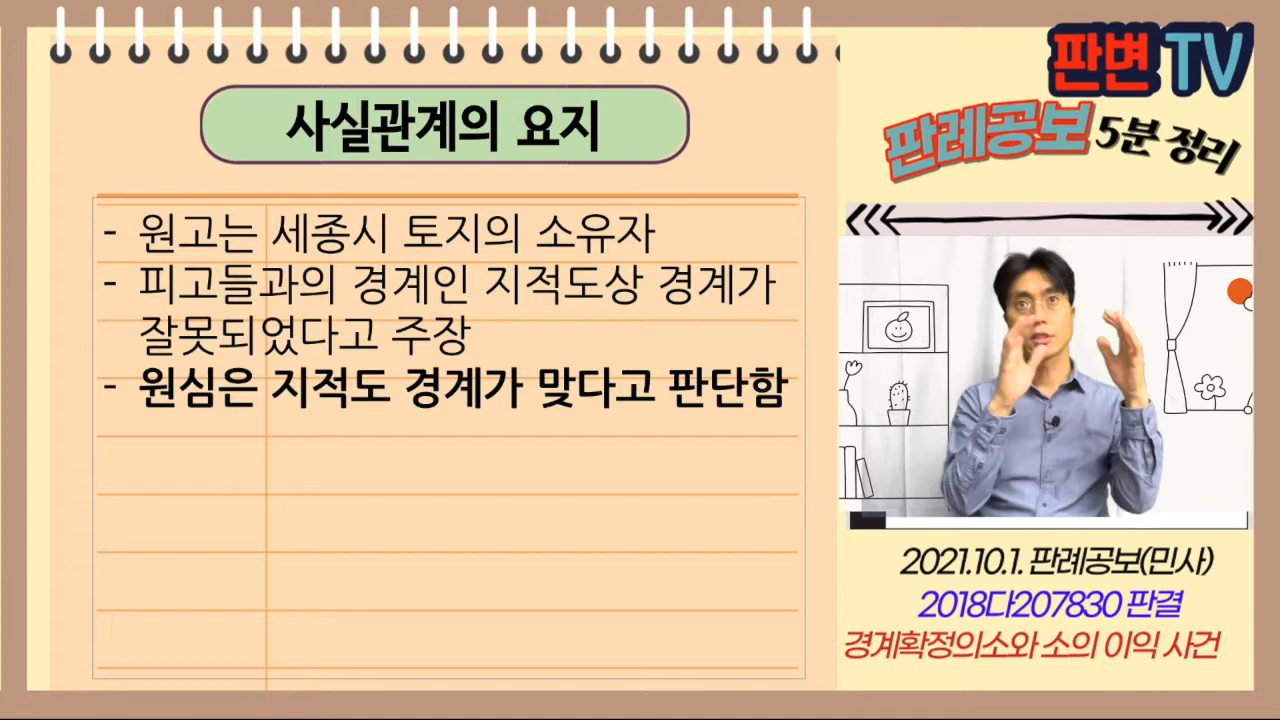 사실관계의 요지
- 원고는 세종시 토지의 소유자
- 피고들과의 경계인 지적도상 경계가
잘못되었다고 주장
- 원심은 지적도 경계가 맞다고 판단함
판변 TV
판례공보 5분 정리
2021.10.1. 판례공보(민사)
2018다207830 판결
경계확정의소와 소의 이익 사건